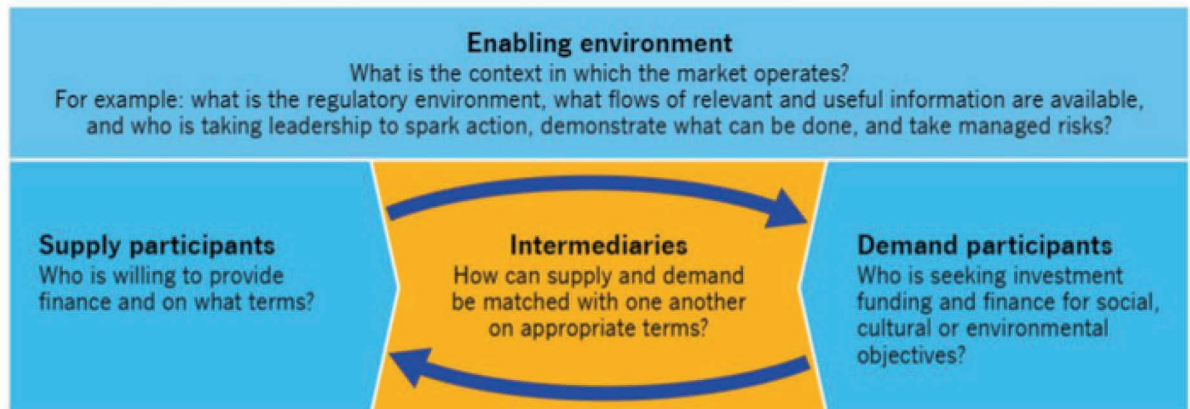 Enabling environment
What is the context in which the market operates?
For example: what is the regulatory environment, what flows of relevant and useful information are available,
and who is taking leadership to spark action, demonstrate what can be done, and take managed risks?
Supply participants
Who is willing to provide
finance and on what terms?
Intermediaries
How can supply and demand
be matched with one another
on appropriate terms?
Demand participants
Who is seeking investment
funding and finance for social,
cultural or environmental
objectives?